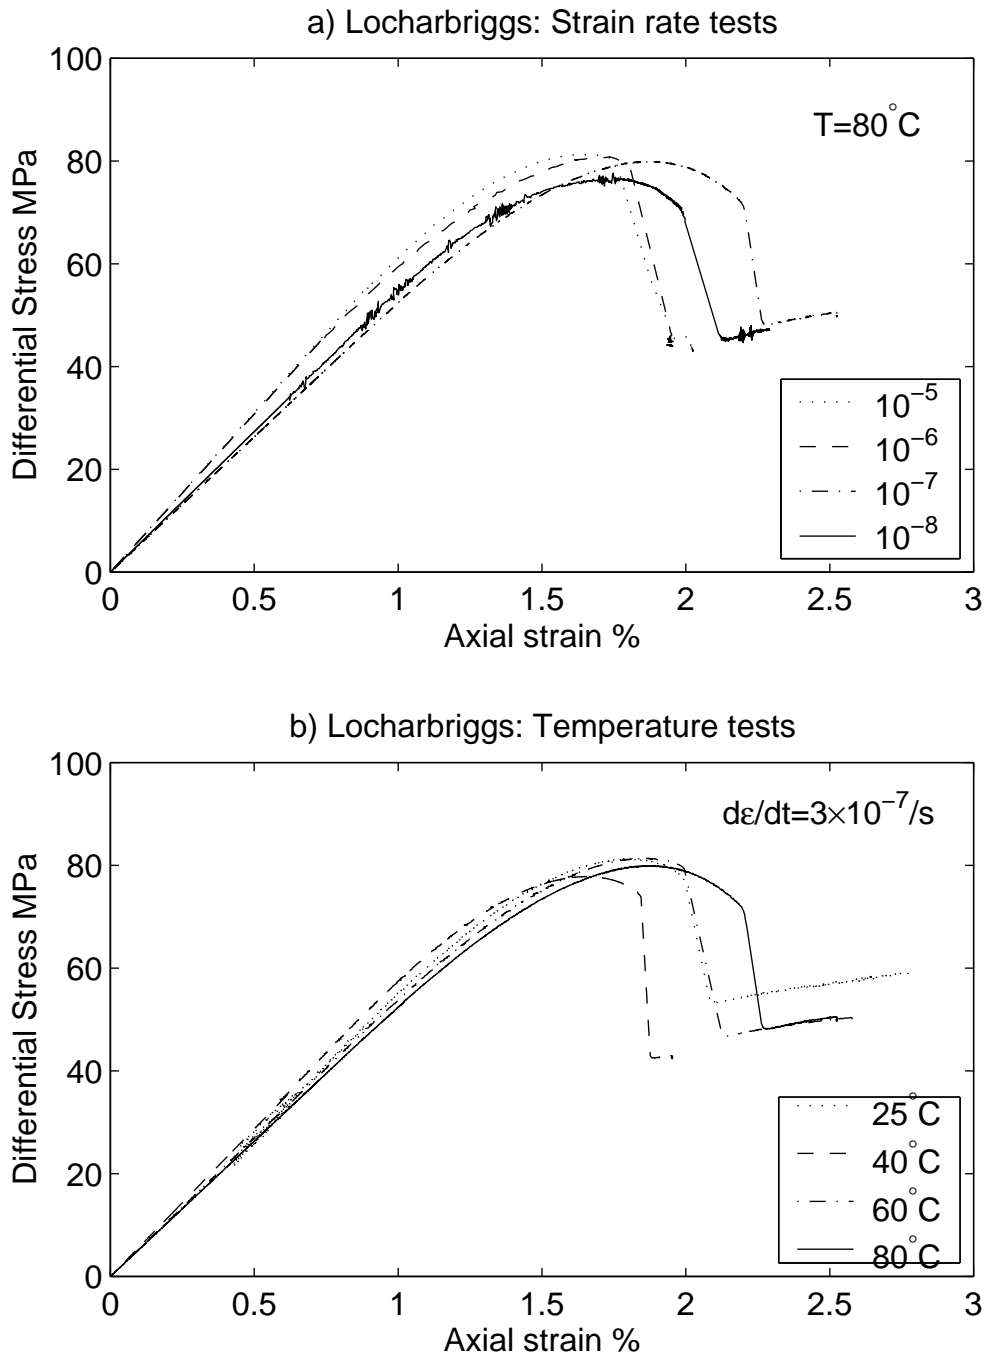 a) Locharbriggs: Strain rate tests
100
80
60
40
20
0
Differential Stress MPa
T=80°C
10⁻⁵
10⁻⁶
10⁻⁷
10⁻⁸
0 0.5 1 1.5 2 2.5 3
Axial strain %
b) Locharbriggs: Temperature tests
100
80
60
40
20
0
Differential Stress MPa
dε/dt=3×10⁻⁷/s
25°C
40°C
60°C
80°C
0 0.5 1 1.5 2 2.5 3
Axial strain %